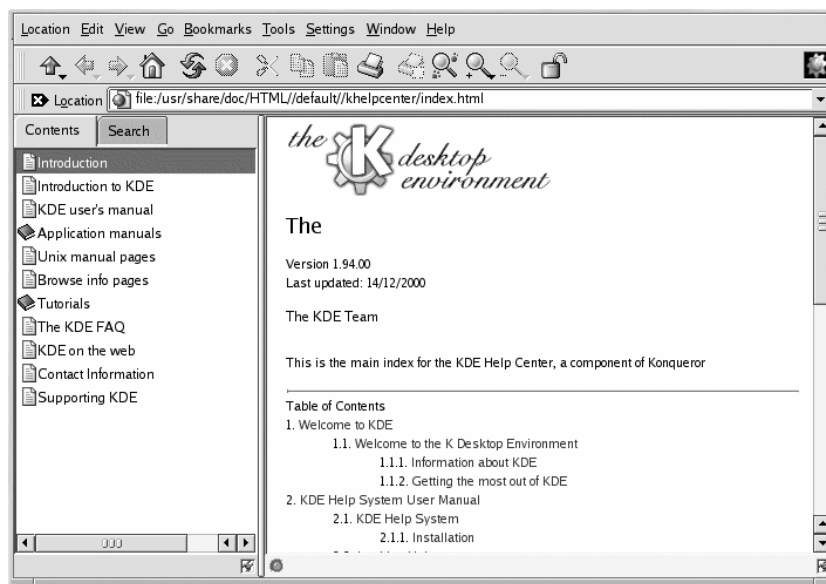 Location Edit View Go Bookmarks Tools Settings Window Help
Location file:/usr/share/doc/HTML//default//khelpcenter/index.html
Contents Search
Introduction
Introduction to KDE
KDE user's manual
Application manuals
Unix manual pages
Browse info pages
Tutorials
The KDE FAQ
KDE on the web
Contact Information
Supporting KDE
the K desktop
environment
The
Version 1.94.00
Last updated: 14/12/2000
The KDE Team
This is the main index for the KDE Help Center, a component of Konqueror
Table of Contents
1. Welcome to KDE
1.1. Welcome to the K Desktop Environment
1.1.1. Information about KDE
1.1.2. Getting the most out of KDE
2. KDE Help System User Manual
2.1. KDE Help System
2.1.1. Installation